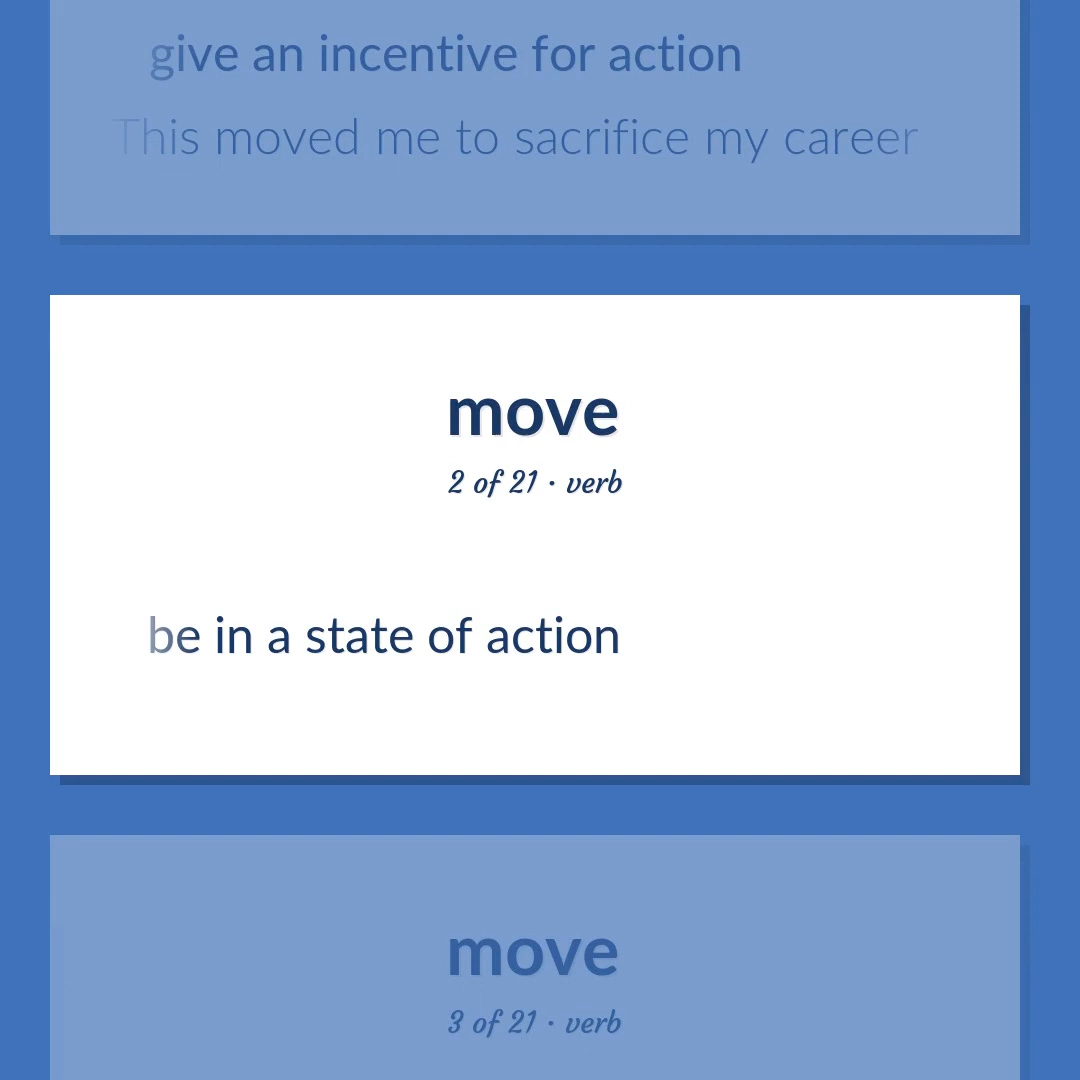 give an incentive for action
This moved me to sacrifice my career
move
2 of 21 · verb
be in a state of action
move
3 of 21 · verb